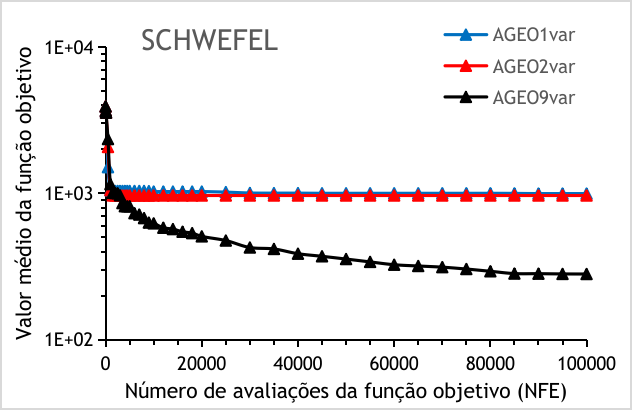 SCHWEFEL
AGEO1var
AGEO2var
AGEO9var
Valor médio da função objetivo
1E+04
1E+03
1E+02
0 20000 40000 60000 80000 100000
Número de avaliações da função objetivo (NFE)